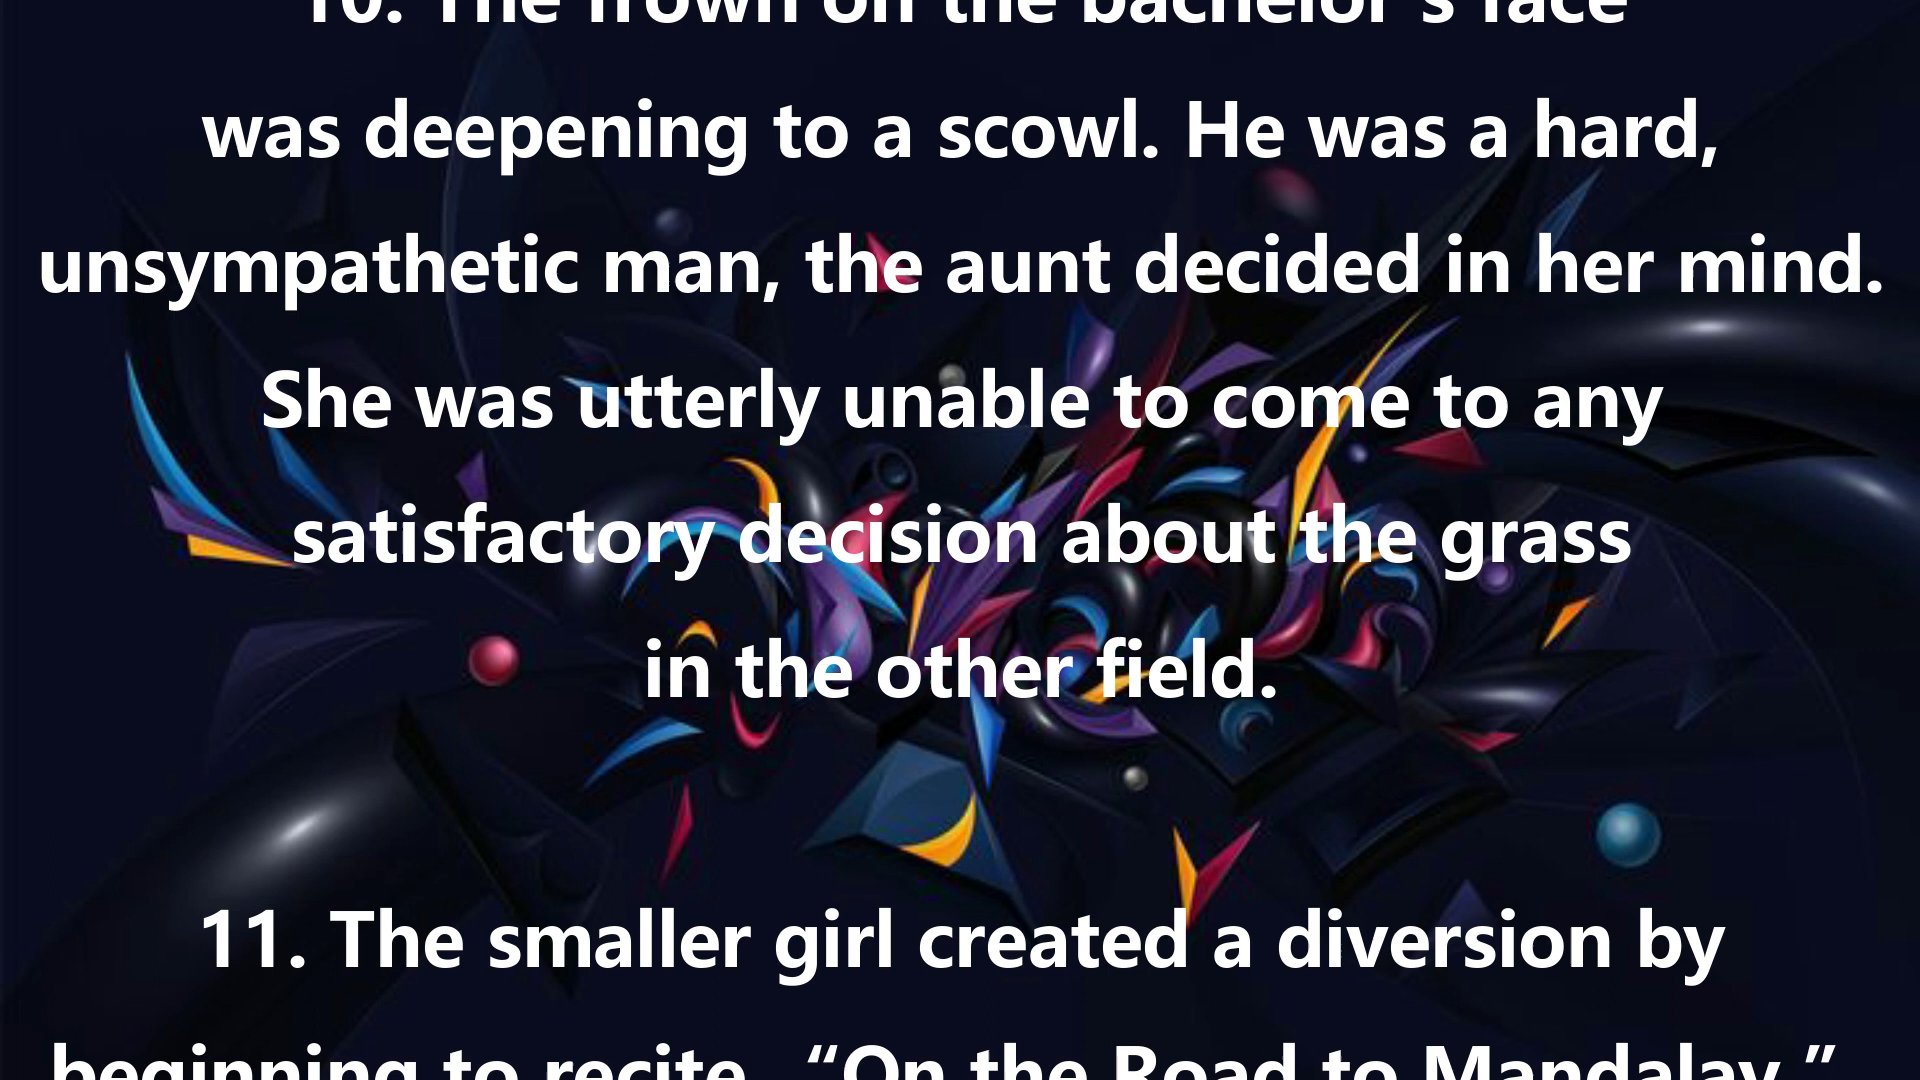 10. The frown on the bachelor's face
was deepening to a scowl. He was a hard,
unsympathetic man, the aunt decided in her mind.
She was utterly unable to come to any
satisfactory decision about the grass
in the other field.
11. The smaller girl created a diversion by
beginning to recite “On the Road to Mandalay.”